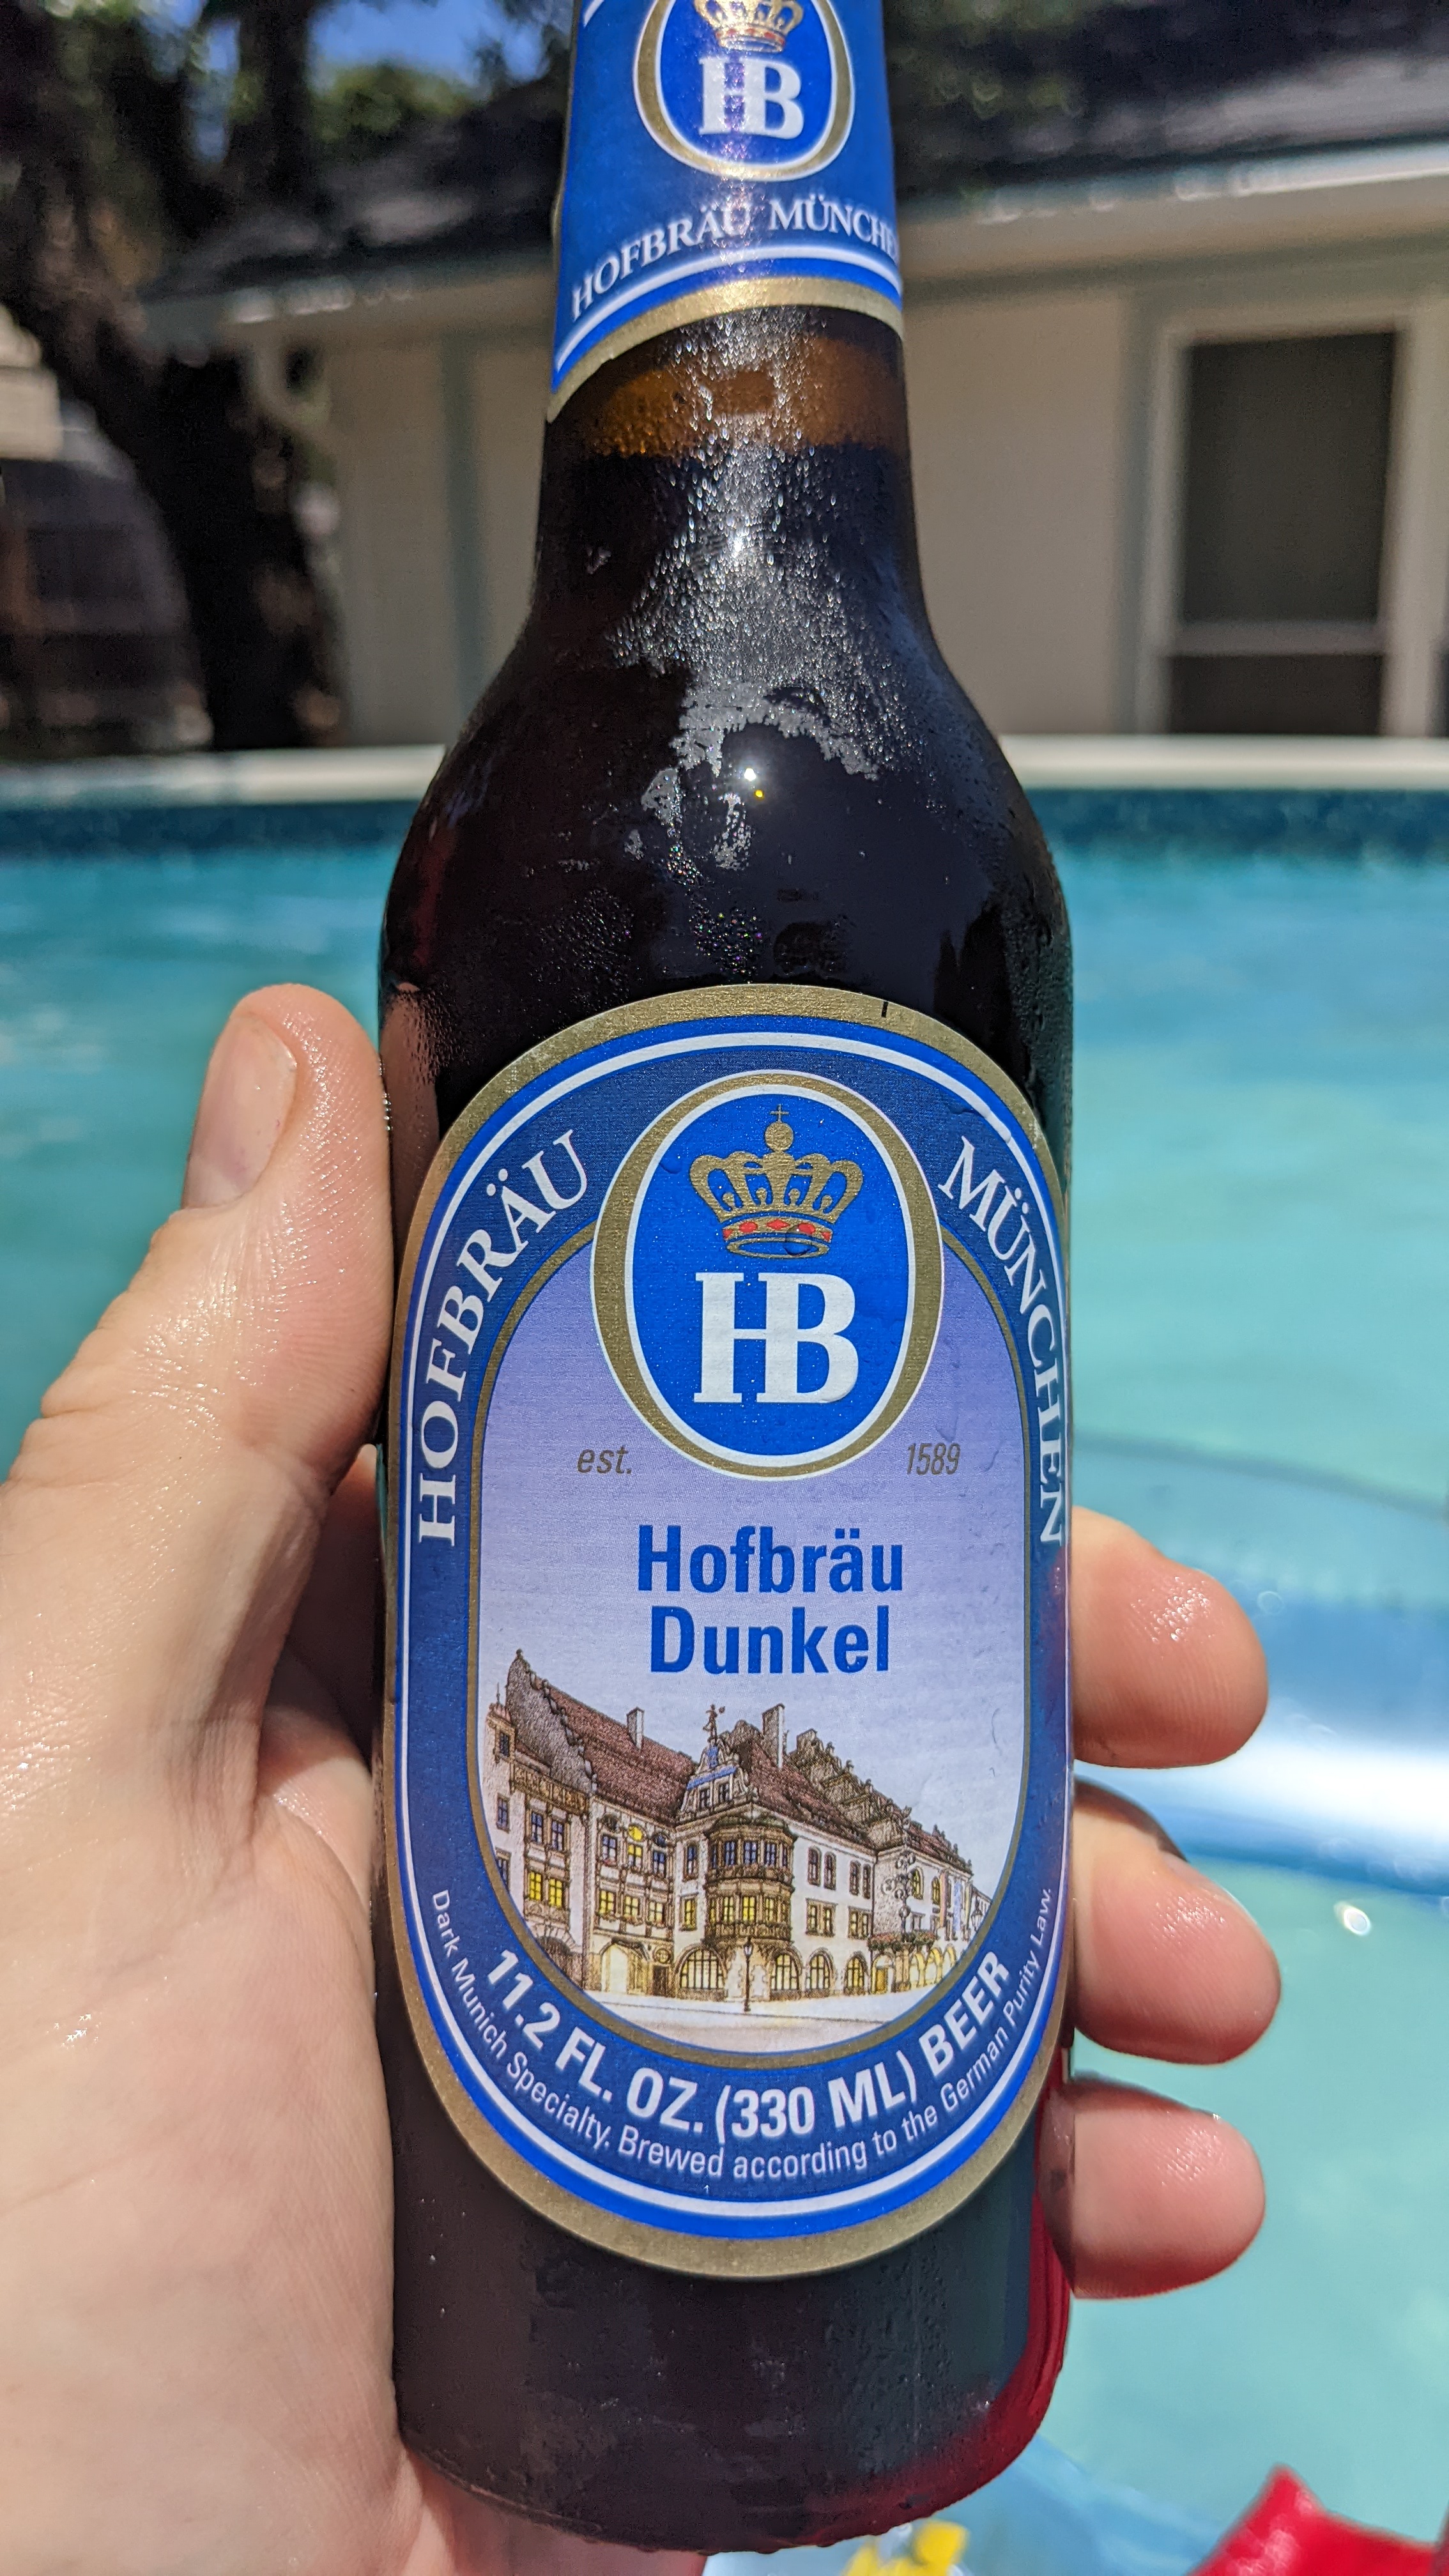 HB
HOFBRÄU MÜNCHEN
HOFBRÄU MÜNCHEN
HB
est. 1589
Hofbräu
Dunkel
11.2 FL. OZ. (330 ML) BEER
Dark Munich Specialty. Brewed according to the German Purity Law.